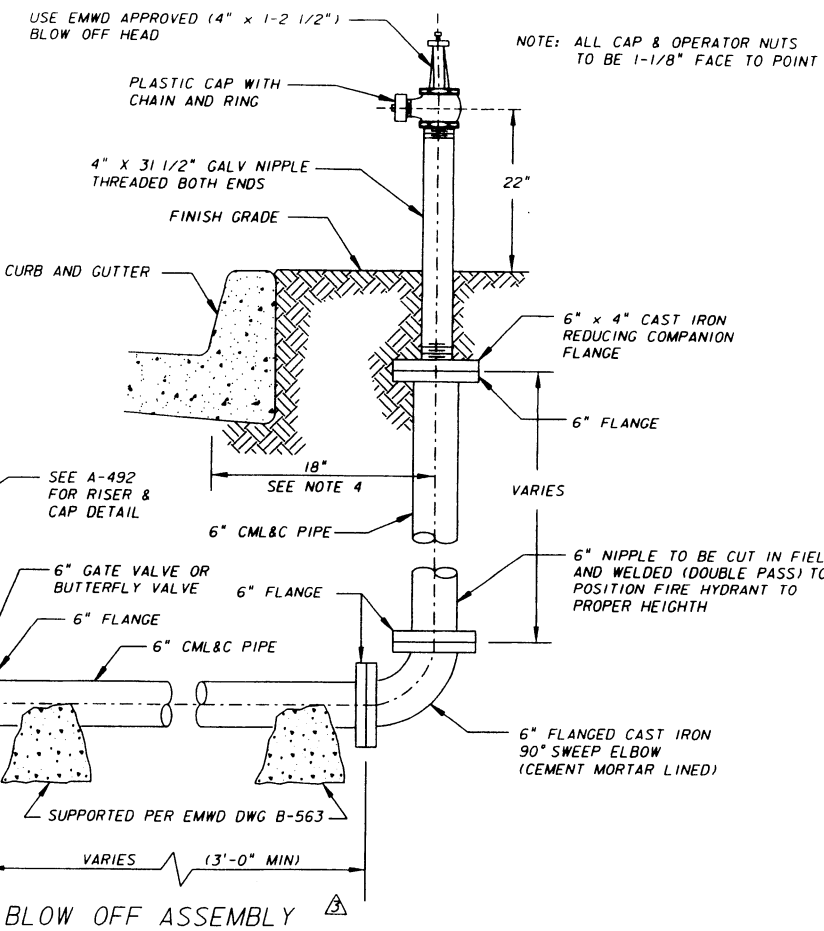 USE EMWD APPROVED (4" x 1-2 1/2")
BLOW OFF HEAD
NOTE: ALL CAP & OPERATOR NUTS
TO BE 1-1/8" FACE TO POINT
PLASTIC CAP WITH
CHAIN AND RING
4" X 31 1/2" GALV NIPPLE
THREADED BOTH ENDS
22"
FINISH GRADE
CURB AND GUTTER
6" x 4" CAST IRON
REDUCING COMPANION
FLANGE
6" FLANGE
18"
SEE NOTE 4
SEE A-492
FOR RISER &
CAP DETAIL
VARIES
6" CML&C PIPE
6" GATE VALVE OR
BUTTERFLY VALVE
6" FLANGE
6" NIPPLE TO BE CUT IN FIEL
AND WELDED (DOUBLE PASS) TO
POSITION FIRE HYDRANT TO
PROPER HEIGHTH
6" FLANGE
6" CML&C PIPE
6" FLANGED CAST IRON
90° SWEEP ELBOW
(CEMENT MORTAR LINED)
SUPPORTED PER EMWD DWG B-563
VARIES (3'-0" MIN)
BLOW OFF ASSEMBLY 3